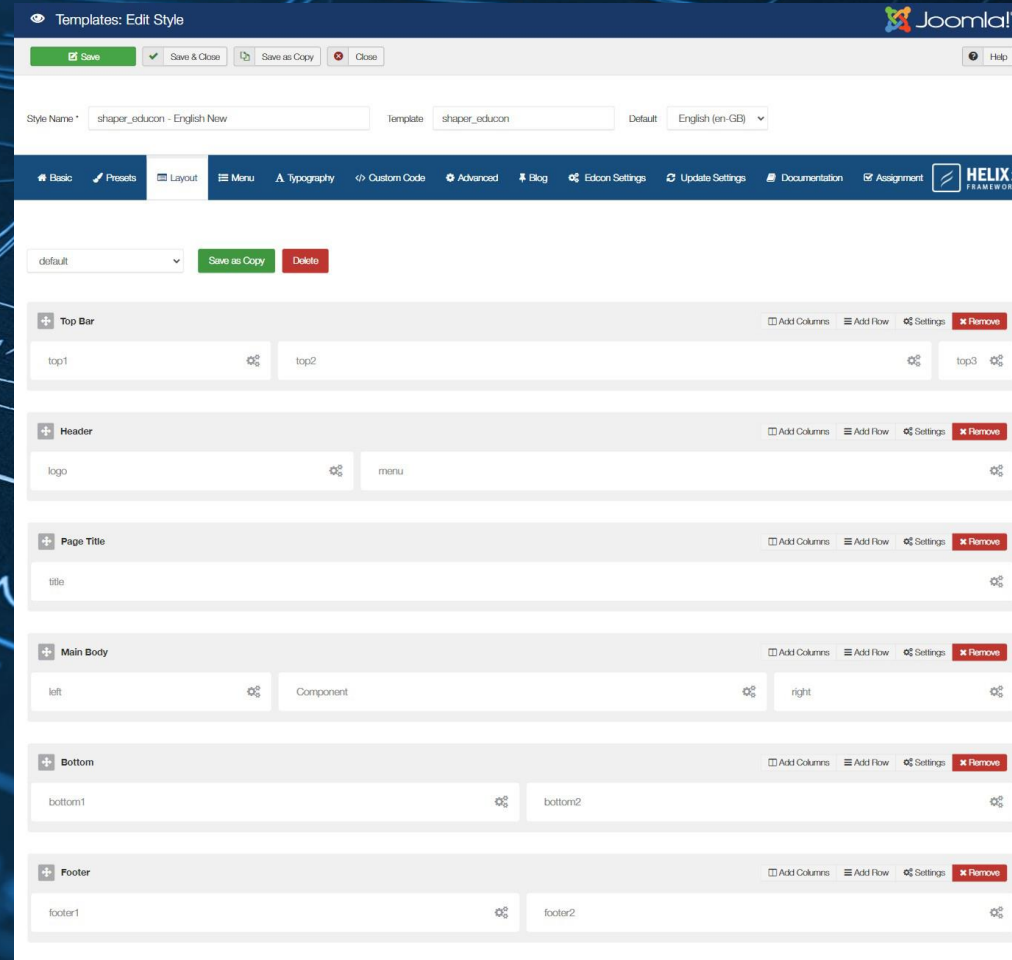 Templates: Edit Style
Joomla!
Save Save & Close Save as Copy Close Help
Style Name * shaper_educon - English New Template shaper_educon Default English (en-GB)
Basic Presets Layout Menu Typography Custom Code Advanced Blog Edcon Settings Update Settings Documentation Assignment HELIX
default Save as Copy Delete
Top Bar Add Columns Add Row Settings Remove
top1 top2 top3
Header Add Columns Add Row Settings Remove
logo menu
Page Title Add Columns Add Row Settings Remove
title
Main Body Add Columns Add Row Settings Remove
left Component right
Bottom Add Columns Add Row Settings Remove
bottom1 bottom2
Footer Add Columns Add Row Settings Remove
footer1 footer2